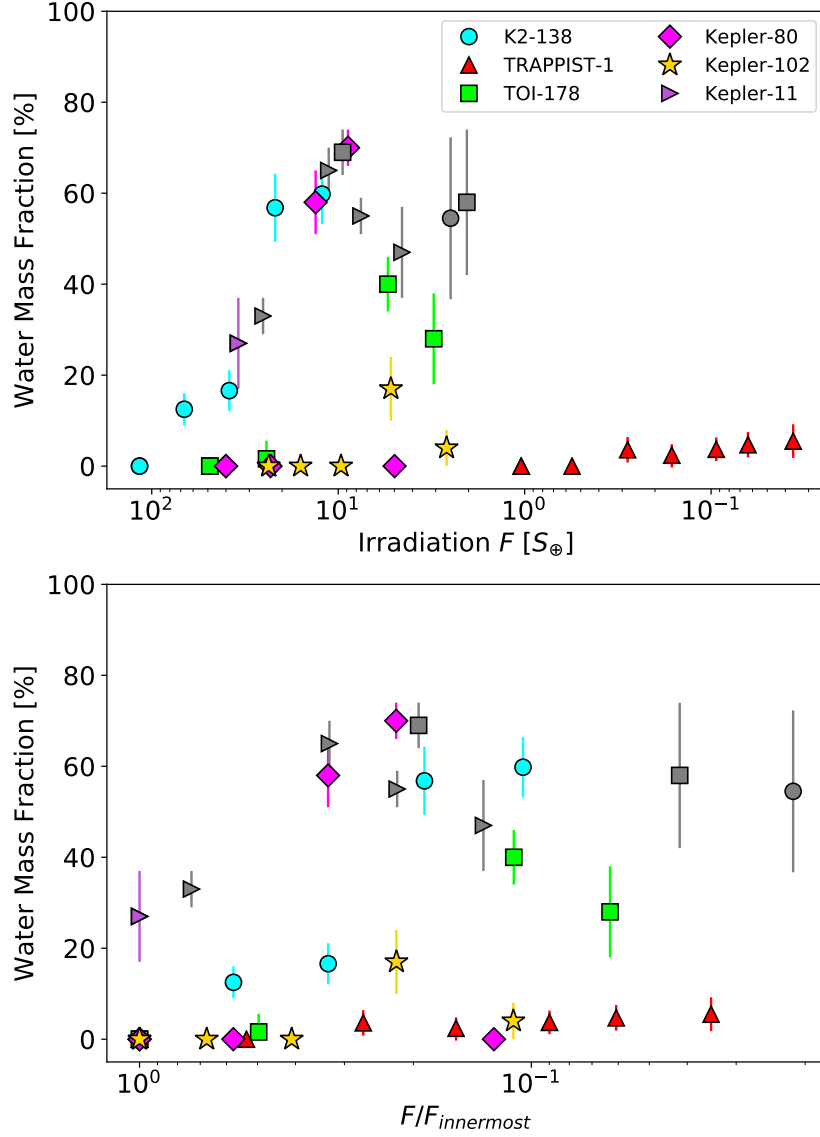 100
80
60
40
20
0
Water Mass Fraction [%]
K2-138
TRAPPIST-1
TOI-178
Kepler-80
Kepler-102
Kepler-11
10²
10¹
10⁰
10⁻¹
Irradiation F [S⊕]
100
80
60
40
20
0
Water Mass Fraction [%]
10⁰
10⁻¹
F/F_innermost